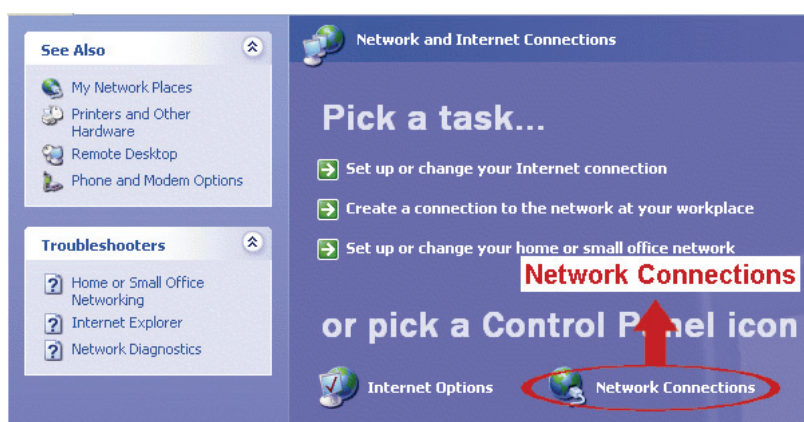 See Also
My Network Places
Printers and Other
Hardware
Remote Desktop
Phone and Modem Options
Troubleshooters
Home or Small Office
Networking
Internet Explorer
Network Diagnostics
Network and Internet Connections
Pick a task...
Set up or change your Internet connection
Create a connection to the network at your workplace
Set up or change your home or small office network
Network Connections
or pick a Control Panel icon
Internet Options
Network Connections